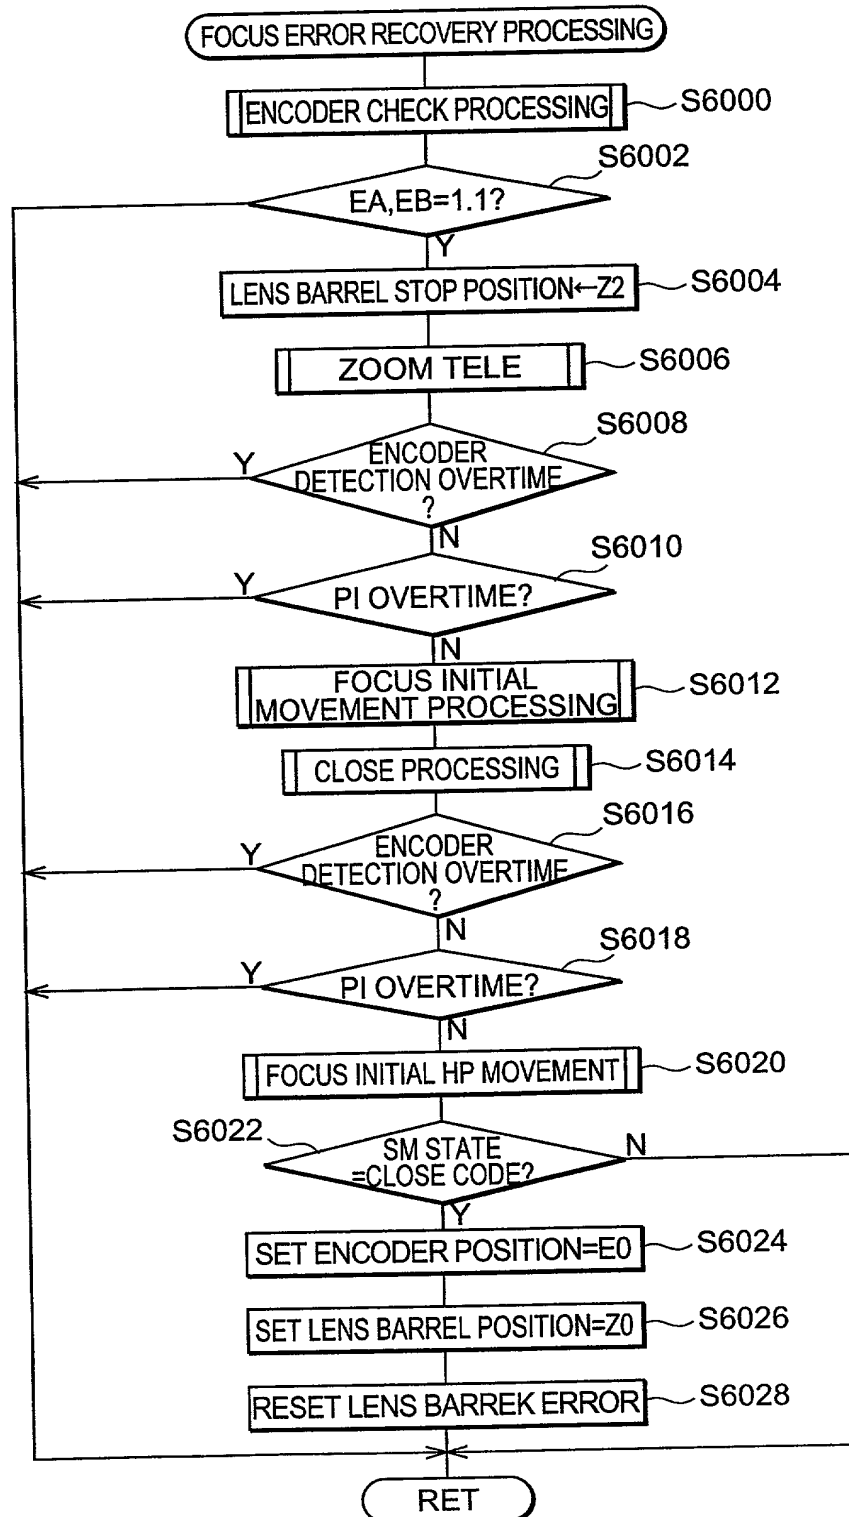 FOCUS ERROR RECOVERY PROCESSING
ENCODER CHECK PROCESSING
S6000
S6002
EA,EB=1.1?
Y
LENS BARREL STOP POSITION←Z2
S6004
ZOOM TELE
S6006
S6008
Y
ENCODER
DETECTION OVERTIME
?
N
S6010
Y
PI OVERTIME?
N
FOCUS INITIAL
MOVEMENT PROCESSING
S6012
CLOSE PROCESSING
S6014
S6016
Y
ENCODER
DETECTION OVERTIME
?
N
S6018
Y
PI OVERTIME?
N
FOCUS INITIAL HP MOVEMENT
S6020
S6022
SM STATE
=CLOSE CODE?
N
Y
SET ENCODER POSITION=E0
S6024
SET LENS BARREL POSITION=Z0
S6026
RESET LENS BARREK ERROR
S6028
RET